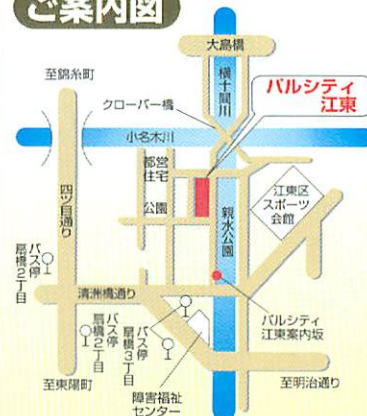 ご案内図
大島橋
至錦糸町
横十間川
パルシティ
江東
クローバー橋
小名木川
都営
住宅
公園
江東区
スポーツ
会館
四ツ目通り
親水公園
バス停
扇橋2丁目
清洲橋通り
バス停
扇橋2丁目
バス停
扇橋3丁目
パルシティ
江東案内坂
至東陽町
障害福祉
センター
至明治通り